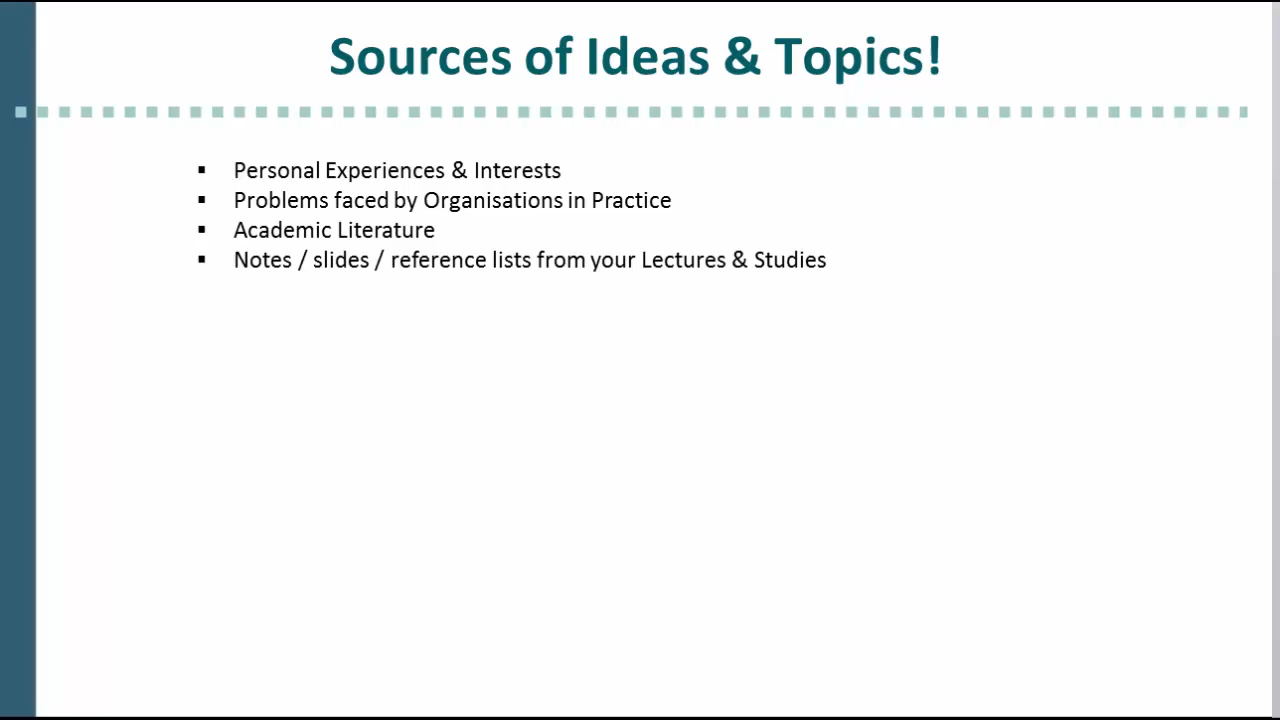 Sources of Ideas & Topics!
▪ Personal Experiences & Interests
▪ Problems faced by Organisations in Practice
▪ Academic Literature
▪ Notes / slides / reference lists from your Lectures & Studies